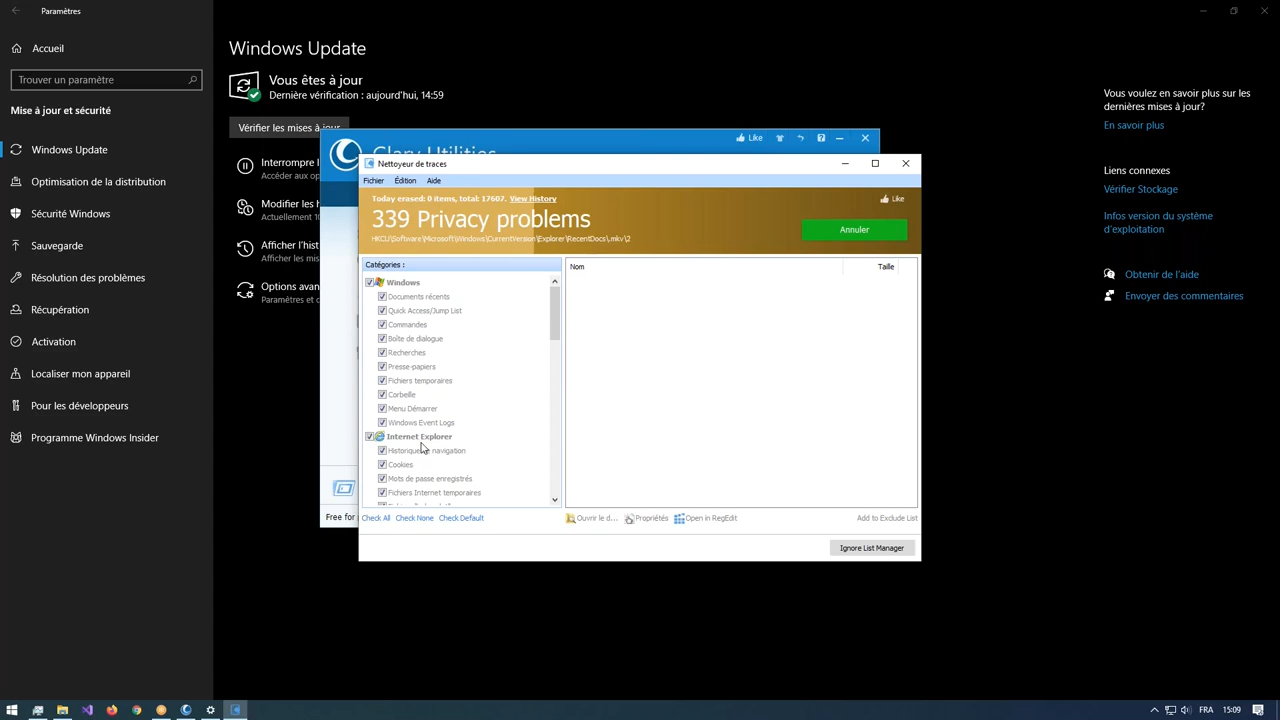 Paramètres
Accueil
Trouver un paramètre
Mise à jour et sécurité
Windows Update
Optimisation de la distribution
Sécurité Windows
Sauvegarde
Résolution des problèmes
Récupération
Activation
Localiser mon appareil
Pour les développeurs
Programme Windows Insider
Windows Update
Vous êtes à jour
Dernière vérification : aujourd'hui, 14:59
Vérifier les mises à jour
Interrompre l
Accéder aux op
Modifier les h
Actuellement 10
Afficher l'hist
Afficher les mis
Options avan
Paramètres et c
Vous voulez en savoir plus sur les
dernières mises à jour?
En savoir plus
Liens connexes
Vérifier Stockage
Infos version du système
d'exploitation
Obtenir de l'aide
Envoyer des commentaires
Like
Glary Utilities
Free for
Nettoyeur de traces
Fichier Édition Aide
Today erased: 0 items, total: 17607. View History
Like
339 Privacy problems
HKCU\Software\Microsoft\Windows\CurrentVersion\Explorer\RecentDocs\.mkv\2
Annuler
Catégories :
Windows
Documents récents
Quick Access/Jump List
Commandes
Boîte de dialogue
Recherches
Presse-papiers
Fichiers temporaires
Corbeille
Menu Démarrer
Windows Event Logs
Internet Explorer
Historique navigation
Cookies
Mots de passe enregistrés
Fichiers Internet temporaires
Nom Taille
Check All Check None Check Default
Ouvrir le d... Propriétés Open in RegEdit Add to Exclude List
Ignore List Manager
FRA 15:09